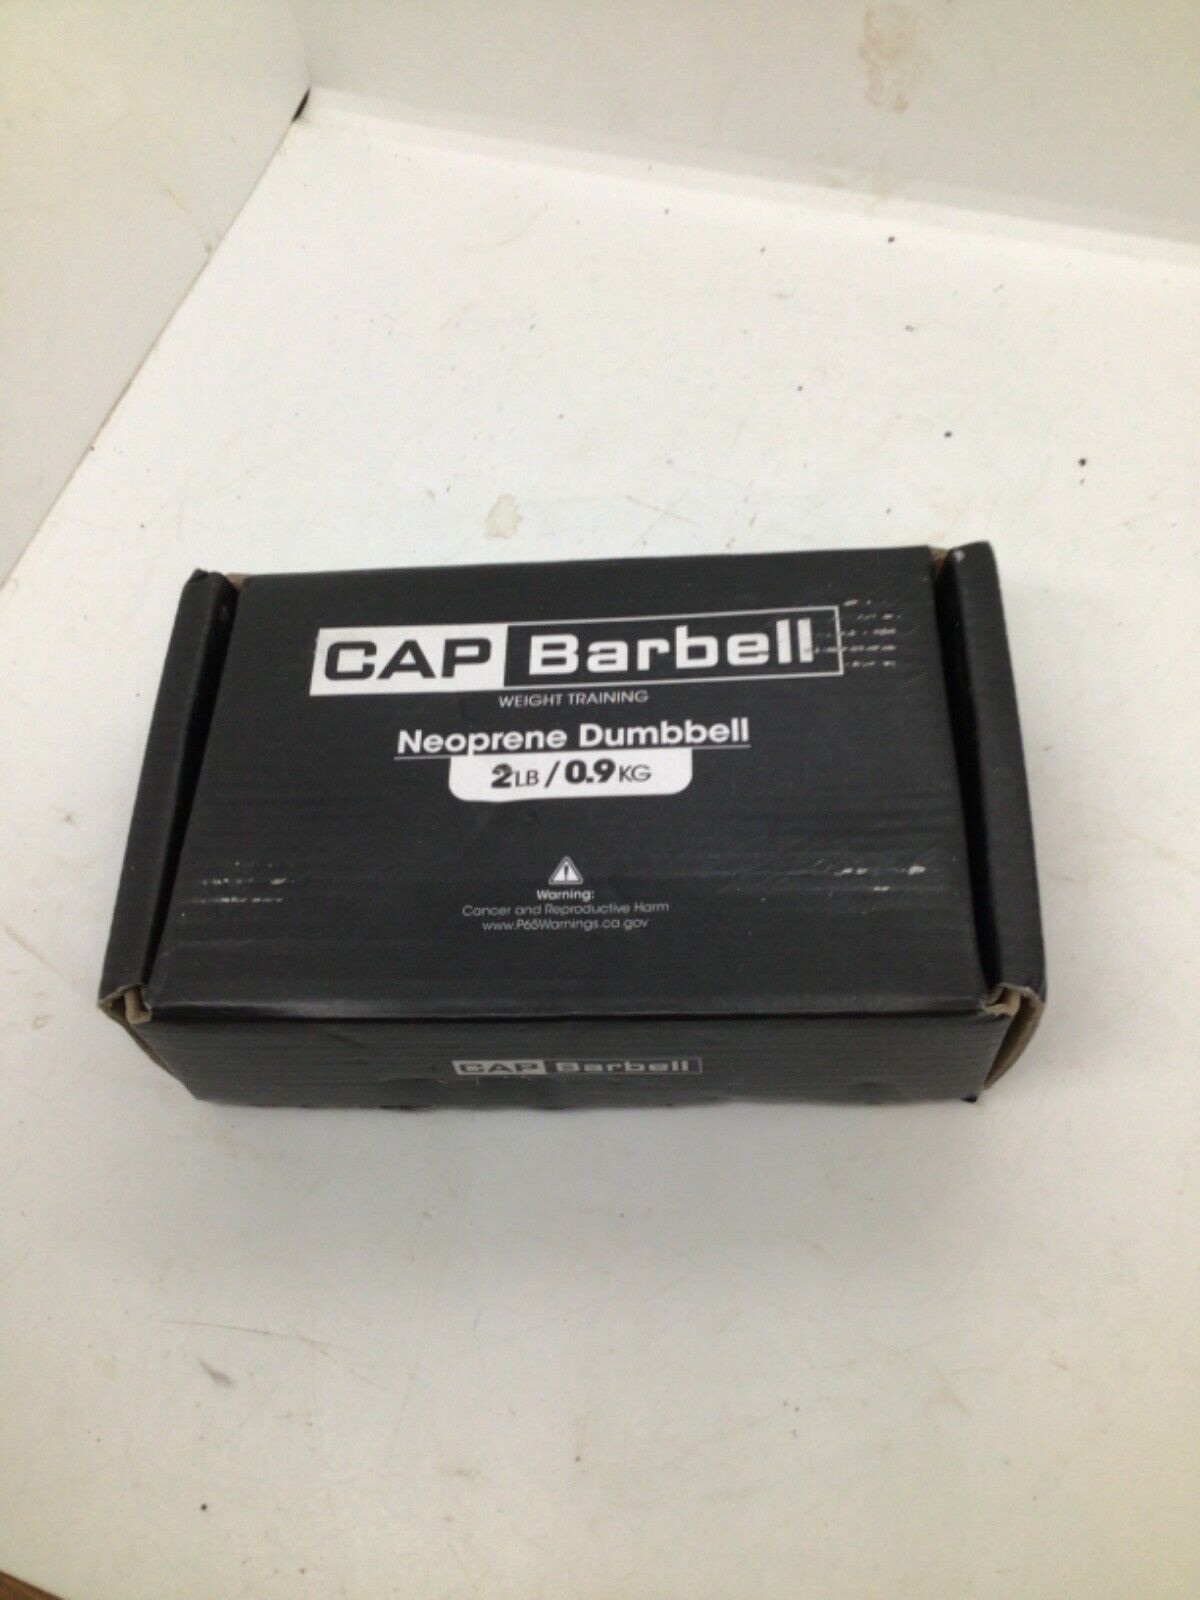 CAP Barbell
WEIGHT TRAINING
Neoprene Dumbbell
2LB / 0.9KG
Warning:
Cancer and Reproductive Harm
www.P65Warnings.ca.gov
CAP Barbell